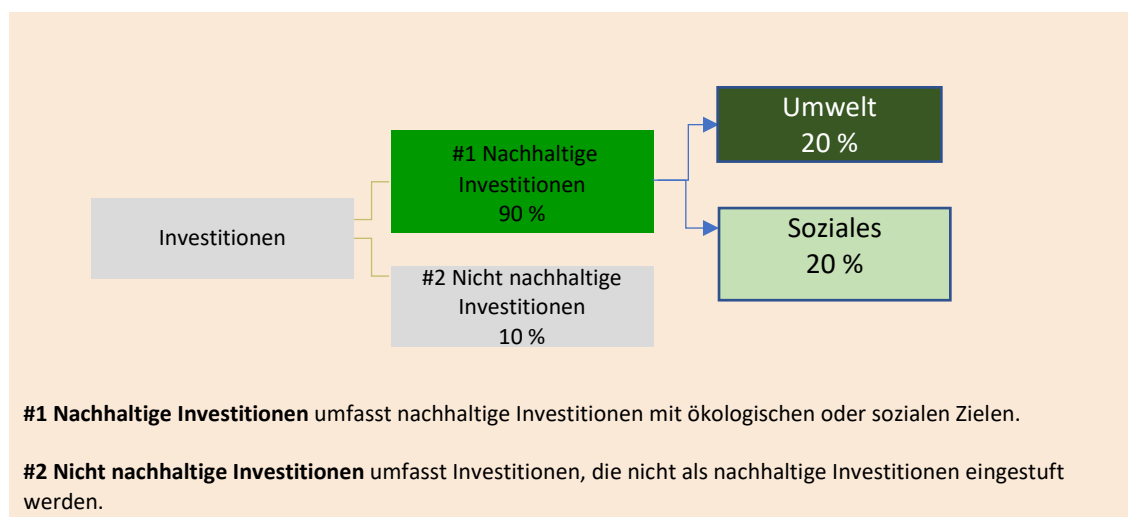 Umwelt
20 %
#1 Nachhaltige
Investitionen
90 %
Soziales
20 %
Investitionen
#2 Nicht nachhaltige
Investitionen
10 %
#1 Nachhaltige Investitionen umfasst nachhaltige Investitionen mit ökologischen oder sozialen Zielen.
#2 Nicht nachhaltige Investitionen umfasst Investitionen, die nicht als nachhaltige Investitionen eingestuft
werden.